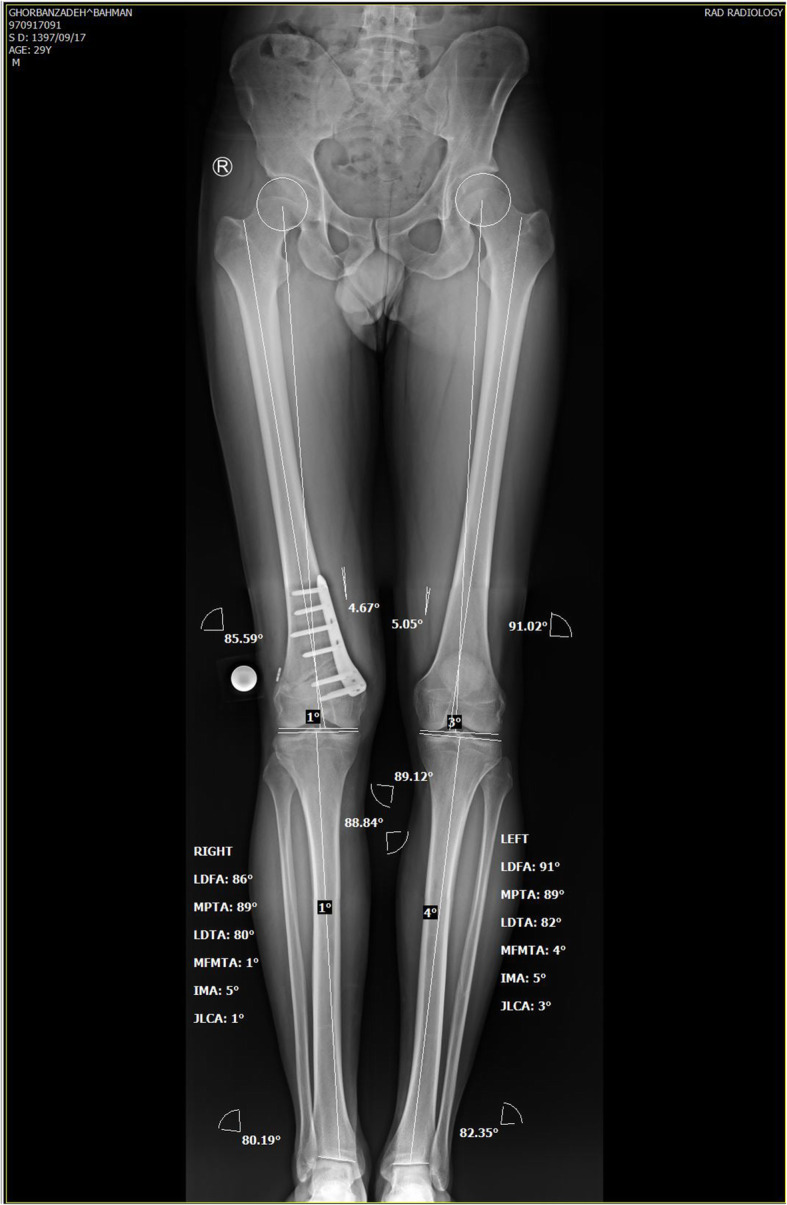 GHORBANZADEH^BAHMAN
970917091
S D: 1397/09/17
AGE: 29Y
M
RAD RADIOLOGY
R
4.67°
5.05°
85.59°
91.02°
1°
3°
89.12°
88.84°
RIGHT
LDFA: 86°
MPTA: 89°
LDTA: 80°
MFMTA: 1°
IMA: 5°
JLCA: 1°
1°
4°
LEFT
LDFA: 91°
MPTA: 89°
LDTA: 82°
MFMTA: 4°
IMA: 5°
JLCA: 3°
80.19°
82.35°